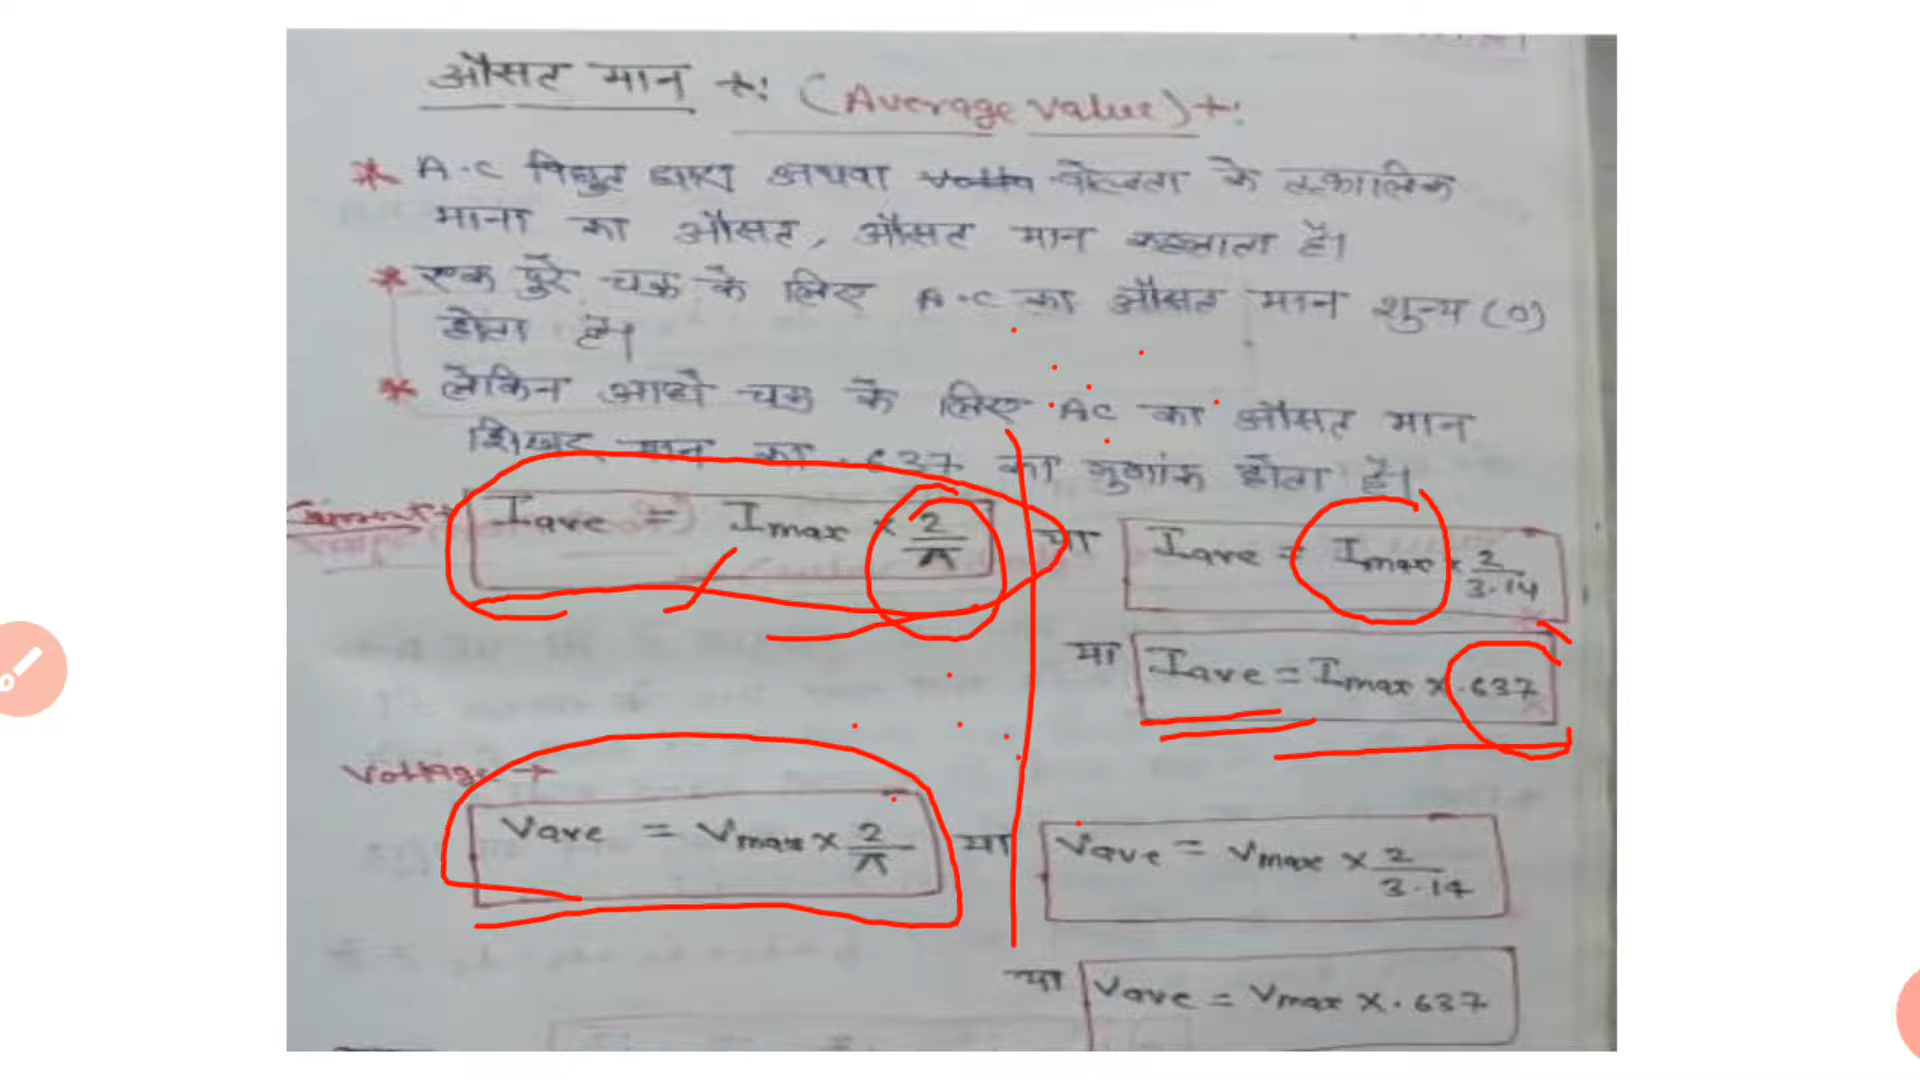 औसत मान →: (Average value) →:
* A.C विद्युत धारा अथवा वोल्टता के तत्कालिक
मानो का औसत, औसत मान कहलाता है।
* एक पुरे चक्र के लिए A.C का औसत मान शुन्य (0)
होता है।
* लेकिन आधे चक्र के लिए AC का औसत मान
शिखर मान का .637 का गुणांक होता है।
Current →
Iave = Imax × 2/π या Iave = Imax × 2/3.14
या Iave = Imax × .637
Voltage →
Vave = Vmax × 2/π या Vave = Vmax × 2/3.14
या Vave = Vmax × .637